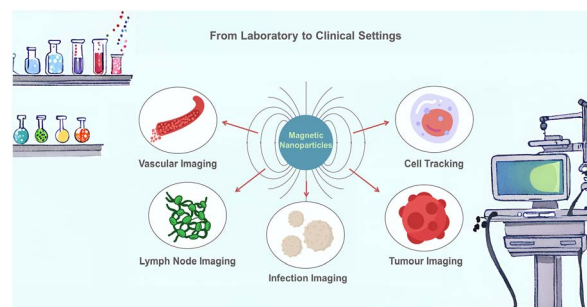 From Laboratory to Clinical Settings
Magnetic
Nanoparticles
Vascular Imaging
Cell Tracking
Lymph Node Imaging
Infection Imaging
Tumour Imaging